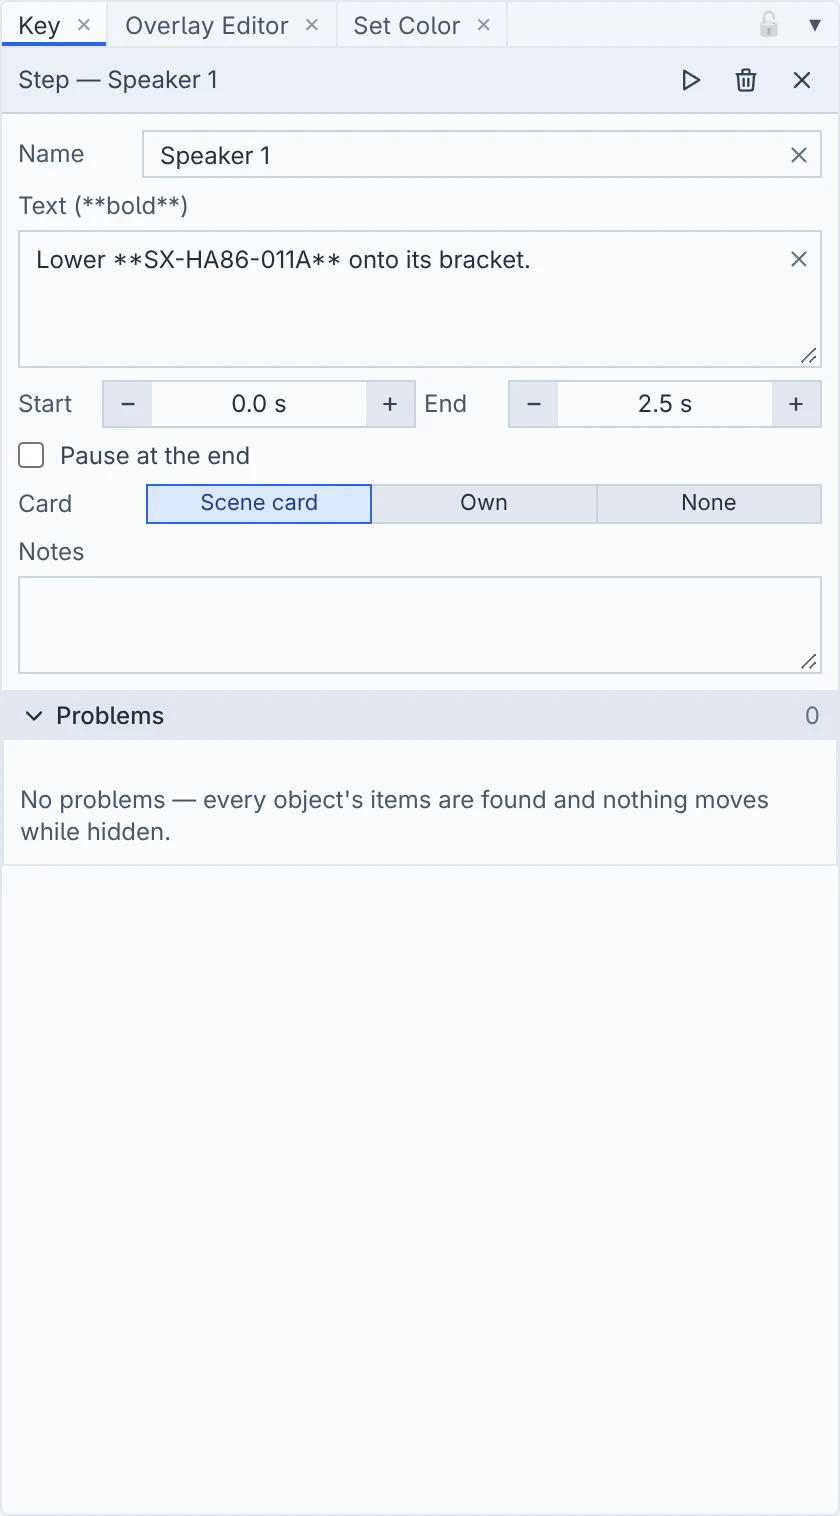 Key × Overlay Editor × Set Color ×
Step — Speaker 1
Name Speaker 1
Text (**bold**)
Lower **SX-HA86-011A** onto its bracket.
Start − 0.0 s + End − 2.5 s +
Pause at the end
Card Scene card Own None
Notes
Problems 0
No problems — every object's items are found and nothing moves
while hidden.